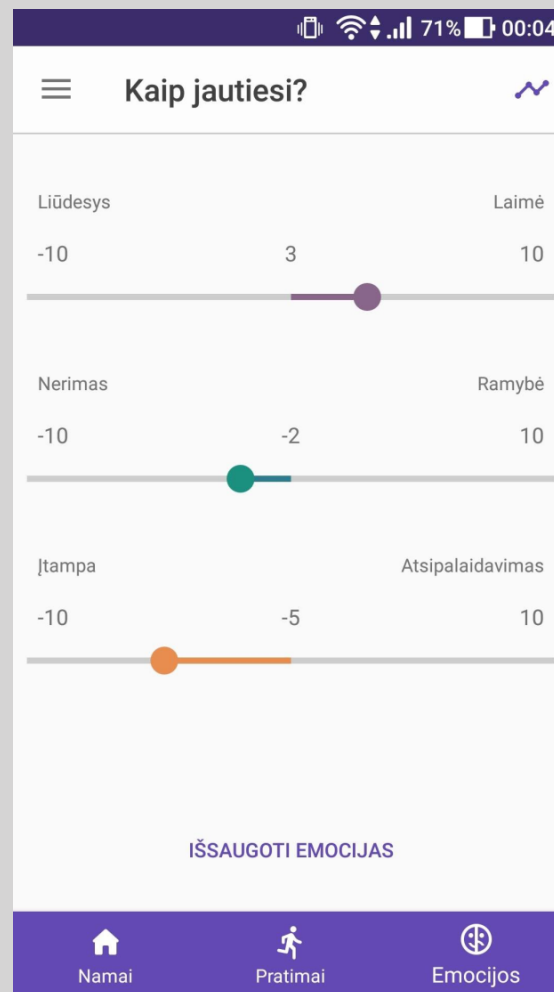 71% 00:04
Kaip jautiesi?
Liūdesys Laimė
-10 3 10
Nerimas Ramybė
-10 -2 10
Įtampa Atsipalaidavimas
-10 -5 10
IŠSAUGOTI EMOCIJAS
Namai Pratimai Emocijos